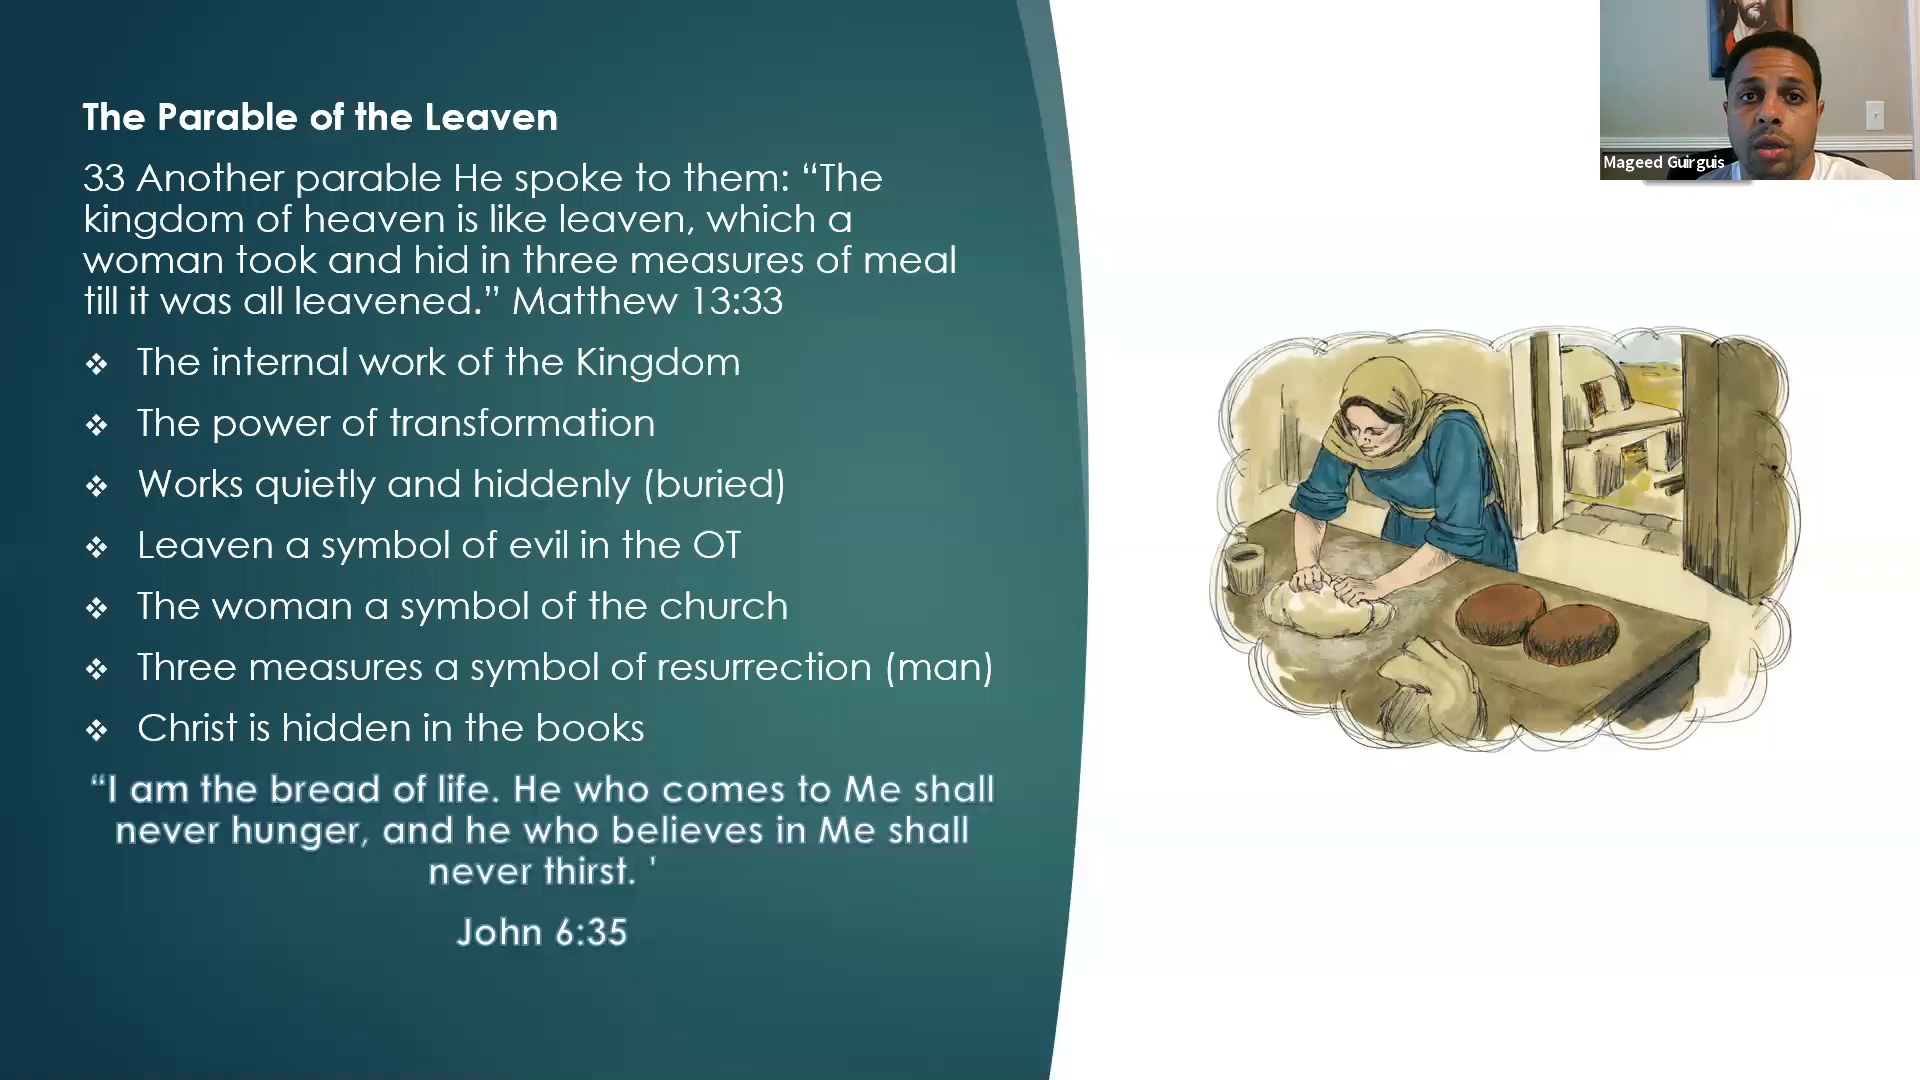 The Parable of the Leaven
33 Another parable He spoke to them: “The
kingdom of heaven is like leaven, which a
woman took and hid in three measures of meal
till it was all leavened.” Matthew 13:33
❖ The internal work of the Kingdom
❖ The power of transformation
❖ Works quietly and hiddenly (buried)
❖ Leaven a symbol of evil in the OT
❖ The woman a symbol of the church
❖ Three measures a symbol of resurrection (man)
❖ Christ is hidden in the books
“I am the bread of life. He who comes to Me shall
never hunger, and he who believes in Me shall
never thirst. '
John 6:35
Mageed Guirguis